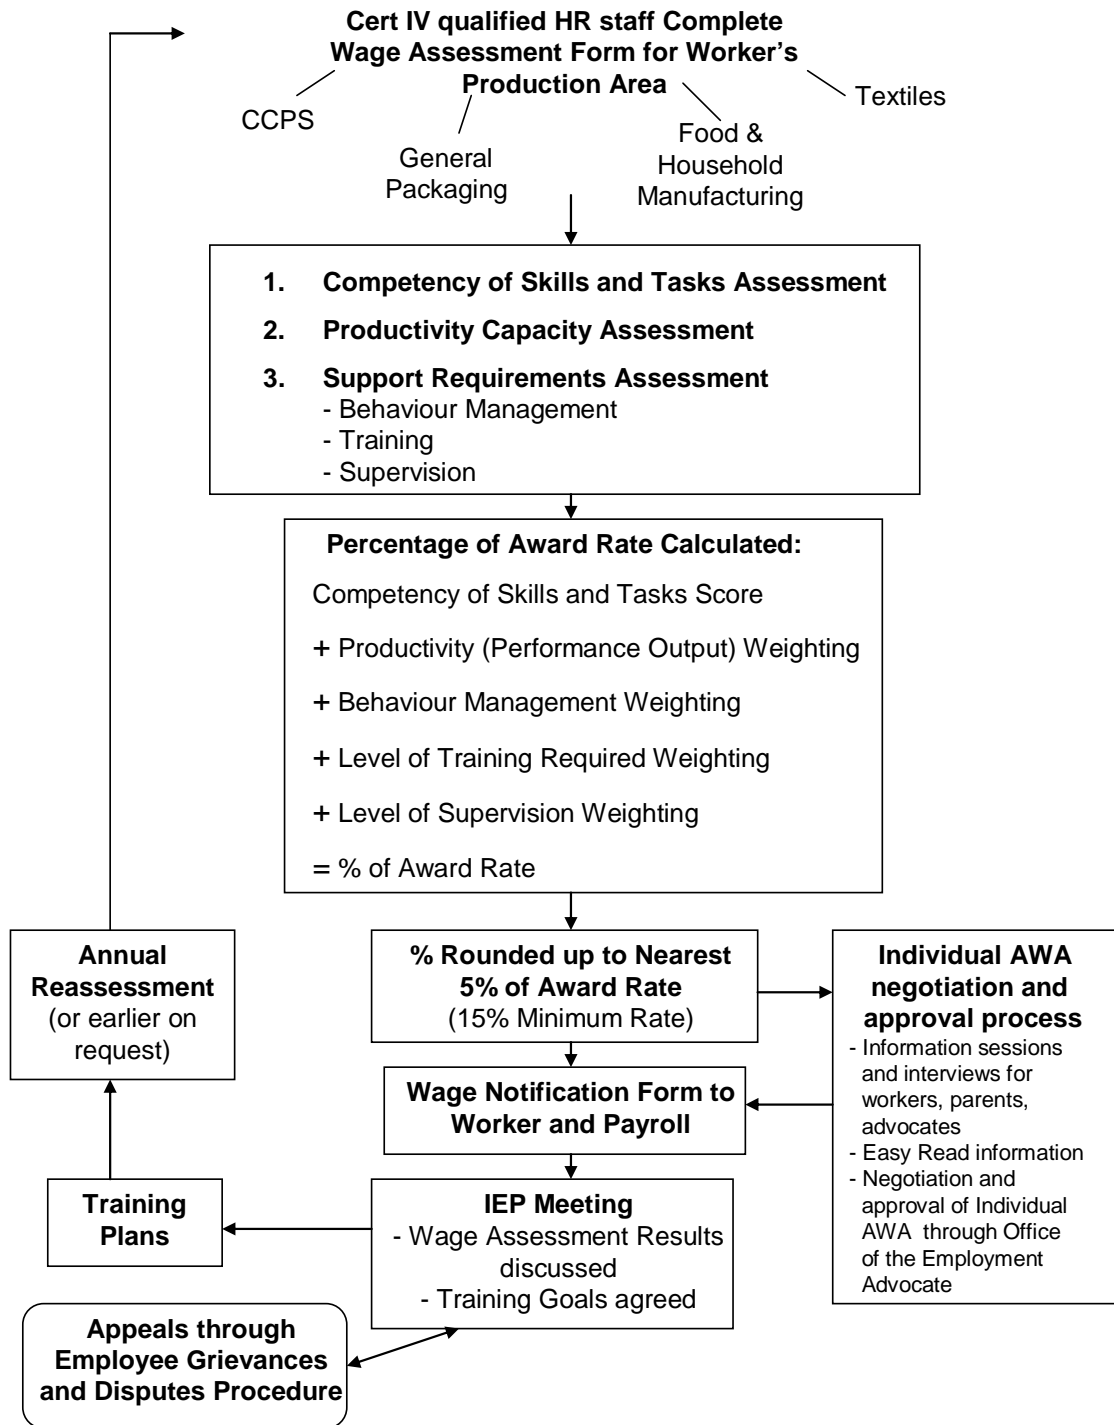 Cert IV qualified HR staff Complete
Wage Assessment Form for Worker's
Production Area
CCPS
General
Packaging
Food &
Household
Manufacturing
Textiles
1. Competency of Skills and Tasks Assessment
2. Productivity Capacity Assessment
3. Support Requirements Assessment
- Behaviour Management
- Training
- Supervision
Percentage of Award Rate Calculated:
Competency of Skills and Tasks Score
+ Productivity (Performance Output) Weighting
+ Behaviour Management Weighting
+ Level of Training Required Weighting
+ Level of Supervision Weighting
= % of Award Rate
% Rounded up to Nearest
5% of Award Rate
(15% Minimum Rate)
Individual AWA
negotiation and
approval process
- Information sessions
and interviews for
workers, parents,
advocates
- Easy Read information
- Negotiation and
approval of Individual
AWA through Office
of the Employment
Advocate
Wage Notification Form to
Worker and Payroll
IEP Meeting
- Wage Assessment Results
discussed
- Training Goals agreed
Training
Plans
Annual
Reassessment
(or earlier on
request)
Appeals through
Employee Grievances
and Disputes Procedure